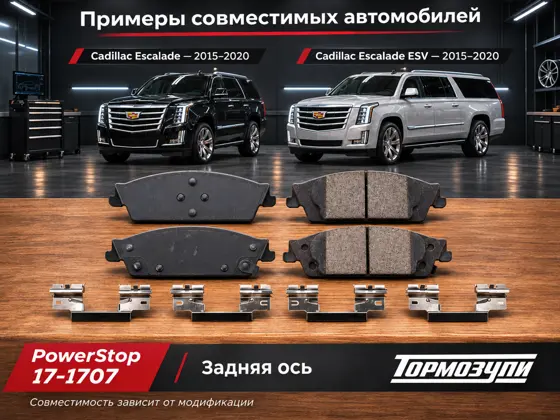 Примеры совместимых автомобилей
Cadillac Escalade — 2015–2020
Cadillac Escalade ESV — 2015–2020
PowerStop
17-1707
Задняя ось
ТОРМОЗУПИ
Совместимость зависит от модификации